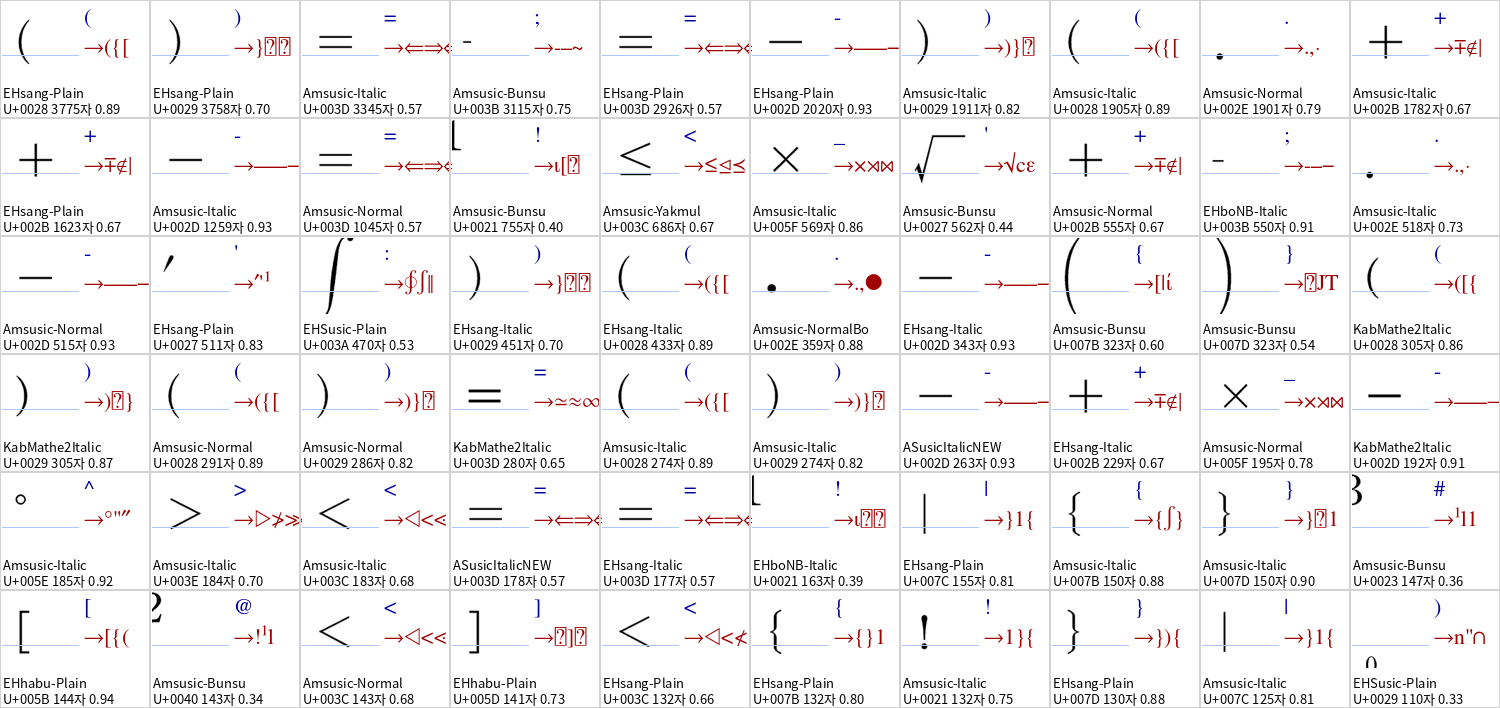 ( ( →({[ EHsang-Plain U+0028 3775자 0.89
) ) →} EHsang-Plain U+0029 3758자 0.70
= = →⇐⇒⇐ Amsusic-Italic U+003D 3345자 0.57
- ; →-–~ Amsusic-Bunsu U+003B 3115자 0.75
= = →⇐⇒⇐ EHsang-Plain U+003D 2926자 0.57
− - →—–− EHsang-Plain U+002D 2020자 0.93
) ) →)} Amsusic-Italic U+0029 1911자 0.82
( ( →({[ Amsusic-Italic U+0028 1905자 0.89
. . →.,· Amsusic-Normal U+002E 1901자 0.79
+ + →∓∉| Amsusic-Italic U+002B 1782자 0.67
+ + →∓∉| EHsang-Plain U+002B 1623자 0.67
− - →—–− Amsusic-Italic U+002D 1259자 0.93
= = →⇐⇒⇐ Amsusic-Normal U+003D 1045자 0.57
[ ! →ι[ Amsusic-Bunsu U+0021 755자 0.40
≤ < →≤⊴⪯ Amsusic-Yakmul U+003C 686자 0.67
× _ →×⋊⋈ Amsusic-Italic U+005F 569자 0.86
√ ' →√cε Amsusic-Bunsu U+0027 562자 0.44
+ + →∓∉| Amsusic-Normal U+002B 555자 0.67
- ; →-–− EHboNB-Italic U+003B 550자 0.91
. . →.,· Amsusic-Italic U+002E 518자 0.73
− - →—–− Amsusic-Normal U+002D 515자 0.93
′ ' →′"¹ EHsang-Plain U+0027 511자 0.83
∫ : →∮∫∥ EHSusic-Plain U+003A 470자 0.53
) ) →} EHsang-Italic U+0029 451자 0.70
( ( →({[ EHsang-Italic U+0028 433자 0.89
. . →.,● Amsusic-NormalBo U+002E 359자 0.88
− - →—–− EHsang-Italic U+002D 343자 0.93
( { →[lí Amsusic-Bunsu U+007B 323자 0.60
) } →JT Amsusic-Bunsu U+007D 323자 0.54
( ( →([{ KabMathe2Italic U+0028 305자 0.86
) ) →)} KabMathe2Italic U+0029 305자 0.87
( ( →({[ Amsusic-Normal U+0028 291자 0.89
) ) →)} Amsusic-Normal U+0029 286자 0.82
= = →≃≈∞ KabMathe2Italic U+003D 280자 0.65
( ( →({[ Amsusic-Italic U+0028 274자 0.89
) ) →)} Amsusic-Italic U+0029 274자 0.82
− - →—–− ASusicItalicNEW U+002D 263자 0.93
+ + →∓∉| EHsang-Italic U+002B 229자 0.67
× _ →×⋊⋈ Amsusic-Normal U+005F 195자 0.78
− - →—–− KabMathe2Italic U+002D 192자 0.91
° ^ →°"″ Amsusic-Italic U+005E 185자 0.92
> > →▷≯≫ Amsusic-Italic U+003E 184자 0.70
< < →◁<< Amsusic-Italic U+003C 183자 0.68
= = →⇐⇒⇐ ASusicItalicNEW U+003D 178자 0.57
= = →⇐⇒⇐ EHsang-Italic U+003D 177자 0.57
[ ! →ι EHboNB-Italic U+0021 163자 0.39
| | →}1{ EHsang-Plain U+007C 155자 0.81
{ { →{∫} Amsusic-Italic U+007B 150자 0.88
} } →}1 Amsusic-Italic U+007D 150자 0.90
3 # →¹ll Amsusic-Bunsu U+0023 147자 0.36
[ [ →[{( EHhabu-Plain U+005B 144자 0.94
2 @ →!¹l Amsusic-Bunsu U+0040 143자 0.34
< < →◁<< Amsusic-Normal U+003C 143자 0.68
] ] →] EHhabu-Plain U+005D 141자 0.73
< < →◁<≮ EHsang-Plain U+003C 132자 0.66
{ { →{}1 EHsang-Plain U+007B 132자 0.80
! ! →1}{ Amsusic-Italic U+0021 132자 0.75
} } →}){ EHsang-Plain U+007D 130자 0.88
| | →}1{ Amsusic-Italic U+007C 125자 0.81
0 ) →n"∩ EHSusic-Plain U+0029 110자 0.33